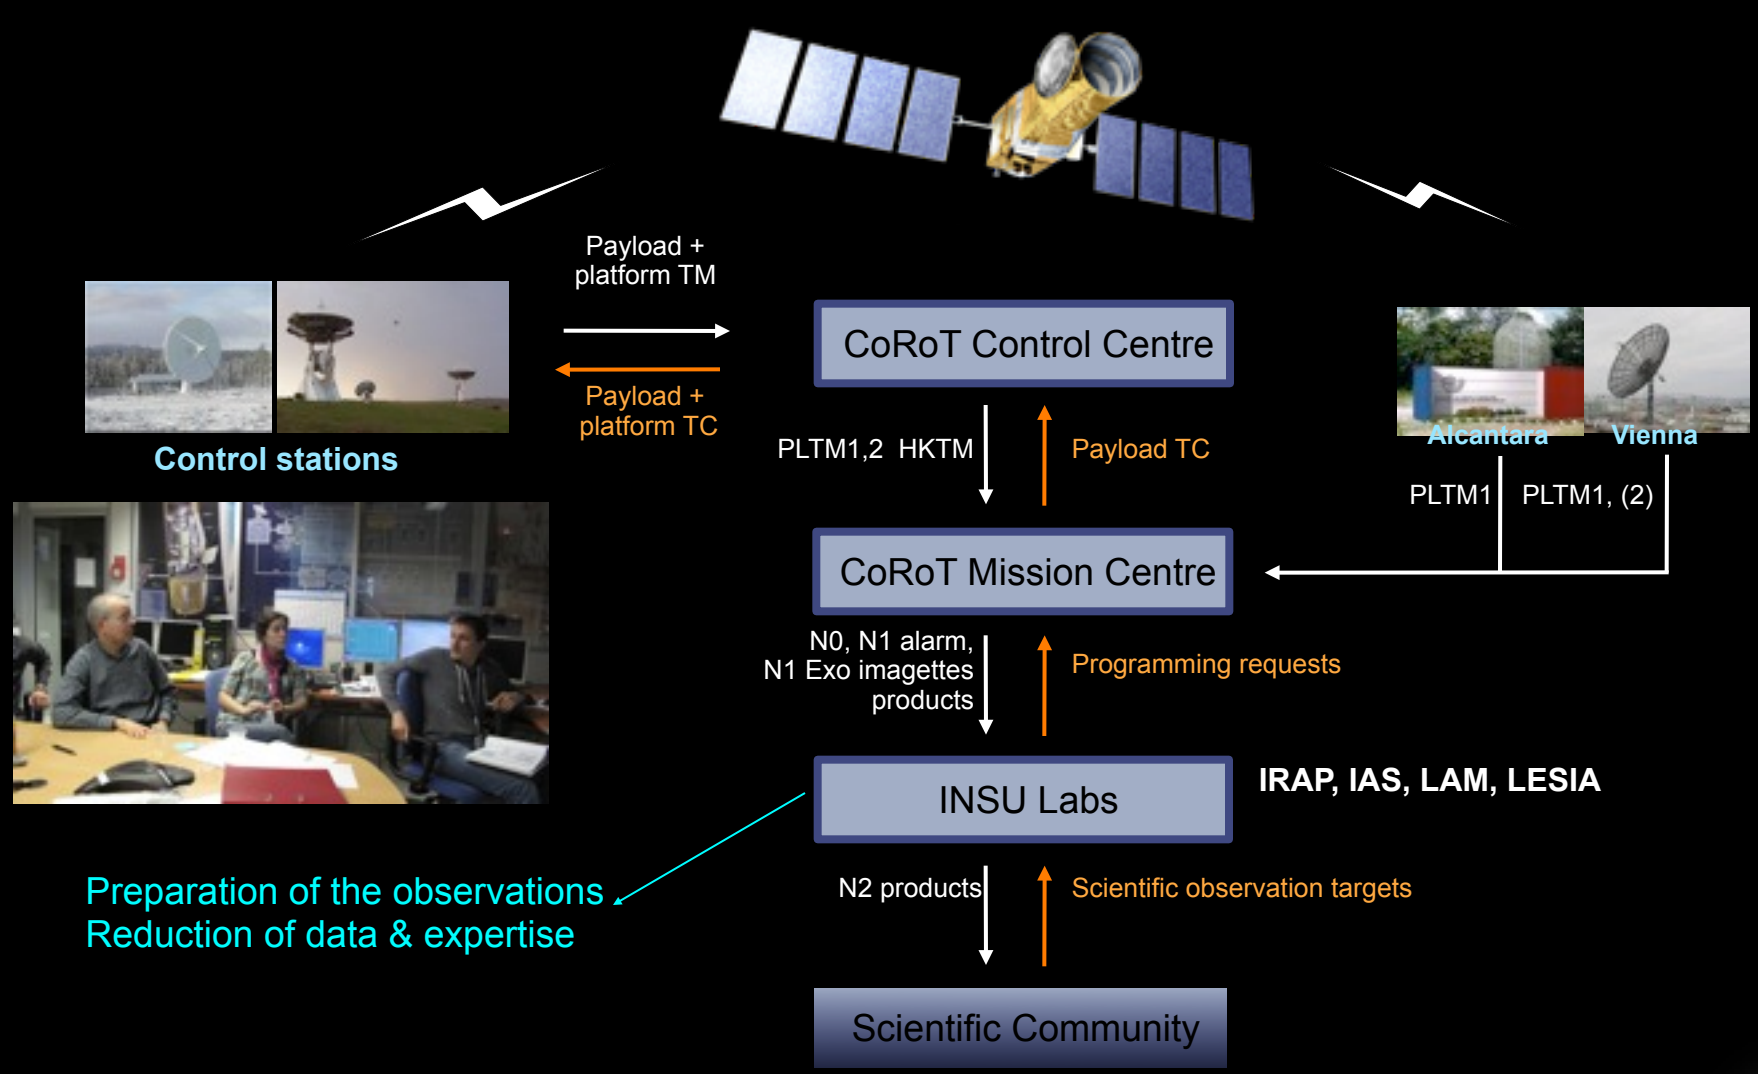 Payload +
platform TM
CoRoT Control Centre
Payload +
platform TC
Control stations
PLTM1,2 HKTM
Payload TC
Alcantara
Vienna
PLTM1
PLTM1, (2)
CoRoT Mission Centre
N0, N1 alarm,
N1 Exo imagettes
products
Programming requests
INSU Labs
IRAP, IAS, LAM, LESIA
Preparation of the observations
Reduction of data & expertise
N2 products
Scientific observation targets
Scientific Community